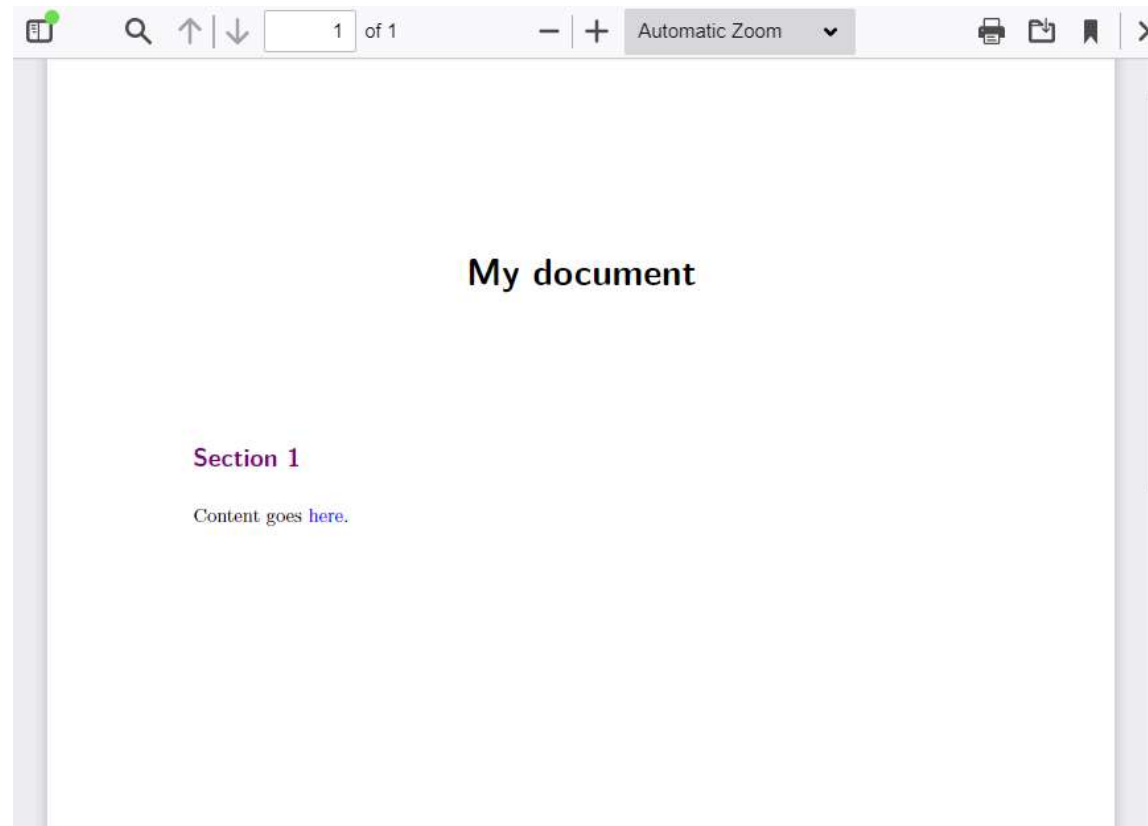 1 of 1 Automatic Zoom
My document
Section 1
Content goes here.